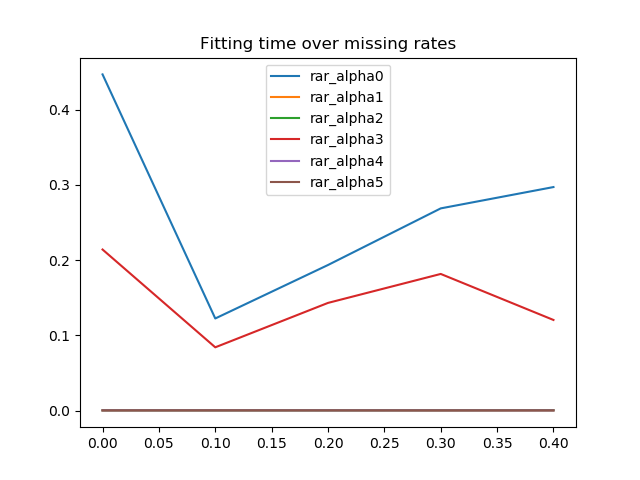 Fitting time over missing rates
rar_alpha0
rar_alpha1
rar_alpha2
rar_alpha3
rar_alpha4
rar_alpha5
0.4
0.3
0.2
0.1
0.0
0.00 0.05 0.10 0.15 0.20 0.25 0.30 0.35 0.40